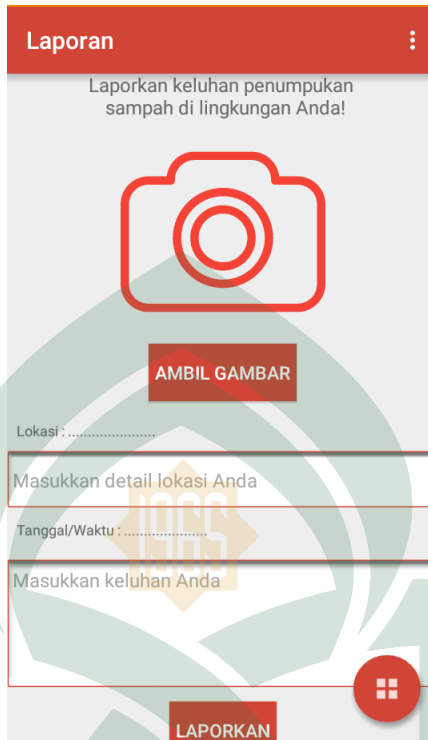 Laporan
Laporkan keluhan penumpukan
sampah di lingkungan Anda!
AMBIL GAMBAR
Lokasi : ......................
Masukkan detail lokasi Anda
1965
Tanggal/Waktu : .....................
Masukkan keluhan Anda
LAPORKAN